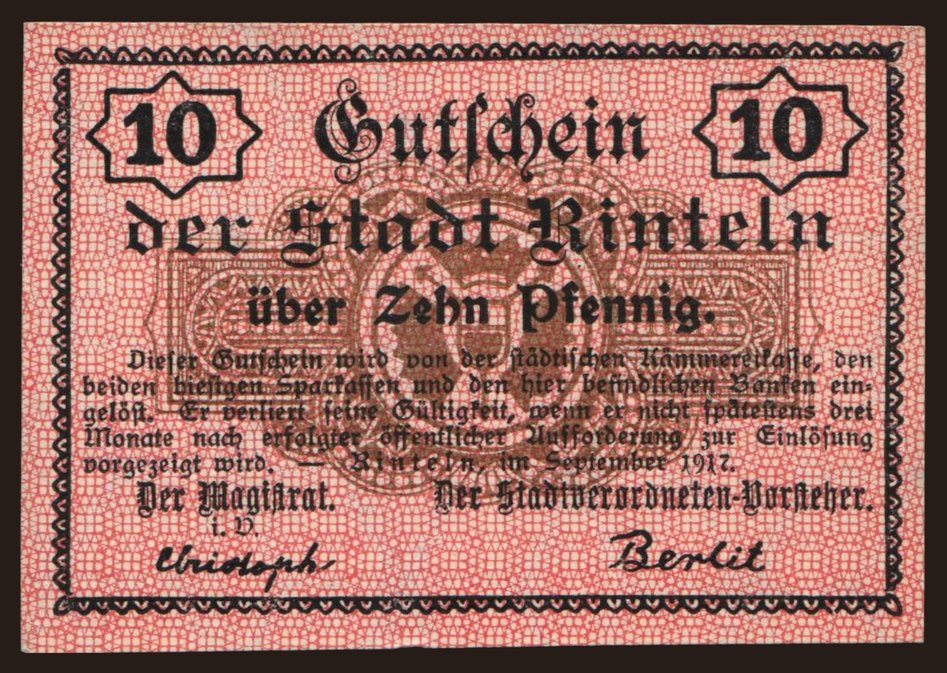 10 Gutschein 10
der Stadt Rinteln
über Zehn Pfennig.
Dieser Gutschein wird von der städtischen Kämmereikasse, den
beiden hiesigen Sparkassen und den hier befindlichen Banken ein=
gelöst. Er verliert seine Gültigkeit, wenn er nicht spätestens drei
Monate nach erfolgter öffentlicher Aufforderung zur Einlösung
vorgezeigt wird. — Rinteln, im September 1917.
Der Magistrat. Der Stadtverordneten-Vorsteher.
i. V.
Christoph Berlit